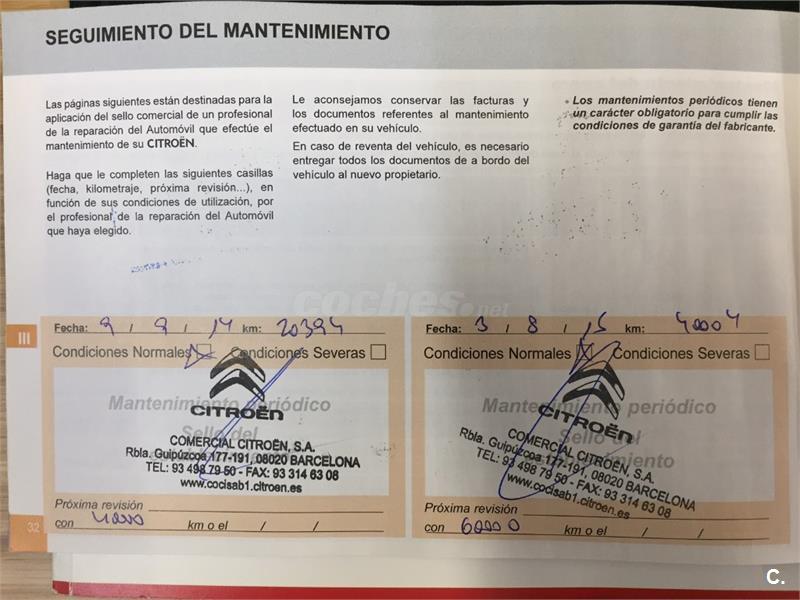 SEGUIMIENTO DEL MANTENIMIENTO
Las páginas siguientes están destinadas para la
aplicación del sello comercial de un profesional
de la reparación del Automóvil que efectúe el
mantenimiento de su CITROËN.
Haga que le completen las siguientes casillas
(fecha, kilometraje, próxima revisión...), en
función de sus condiciones de utilización, por
el profesional de la reparación del Automóvil
que haya elegido.
Le aconsejamos conservar las facturas y
los documentos referentes al mantenimiento
efectuado en su vehículo.
En caso de reventa del vehículo, es necesario
entregar todos los documentos de a bordo del
vehículo al nuevo propietario.
• Los mantenimientos periódicos tienen
un carácter obligatorio para cumplir las
condiciones de garantía del fabricante.
coches.net
III
Fecha: 9 / 9 / 14 km: 20394
Condiciones Normales Condiciones Severas
Mantenimiento periódico
CITROËN
Sello del
COMERCIAL CITROËN, S.A.
Rbla. Guipúzcoa 177-191, 08020 BARCELONA
TEL: 93 498 79 50 - FAX: 93 314 63 08
www.cocisab1.citroen.es
Próxima revisión
con 4000 km o el / /
Fecha: 3 / 8 / 15 km: 40004
Condiciones Normales Condiciones Severas
Mantenimiento periódico
CITROËN
Sello del
mantenimiento
COMERCIAL CITROËN, S.A.
Rbla. Guipúzcoa 177-191, 08020 BARCELONA
TEL: 93 498 79 50 - FAX: 93 314 63 08
www.cocisab1.citroen.es
Próxima revisión
con 60000 km o el / /
32
C.